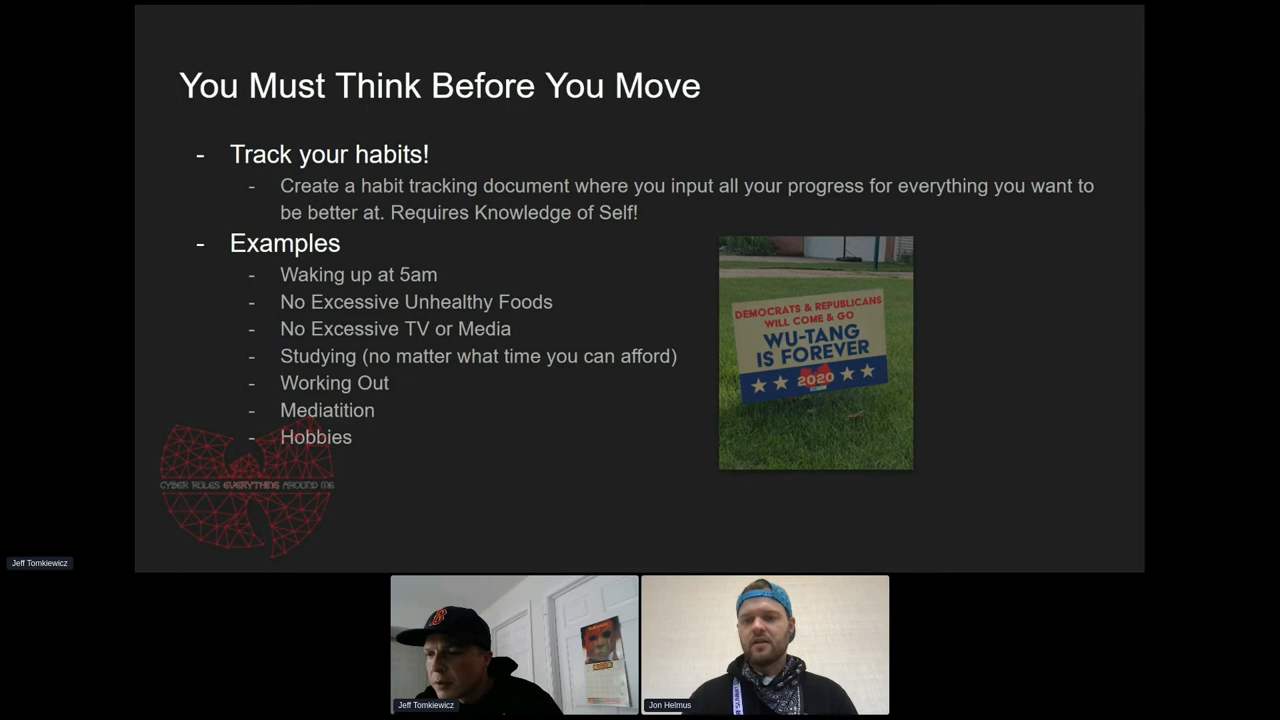 You Must Think Before You Move
- Track your habits!
- Create a habit tracking document where you input all your progress for everything you want to
be better at. Requires Knowledge of Self!
- Examples
- Waking up at 5am
- No Excessive Unhealthy Foods
- No Excessive TV or Media
- Studying (no matter what time you can afford)
- Working Out
- Mediatition
- Hobbies
DEMOCRATS & REPUBLICANS
WILL COME & GO
WU-TANG
IS FOREVER
2020
CYBER RULES EVERYTHING AROUND ME
Jeff Tomkiewicz
Jeff Tomkiewicz
Jon Helmus